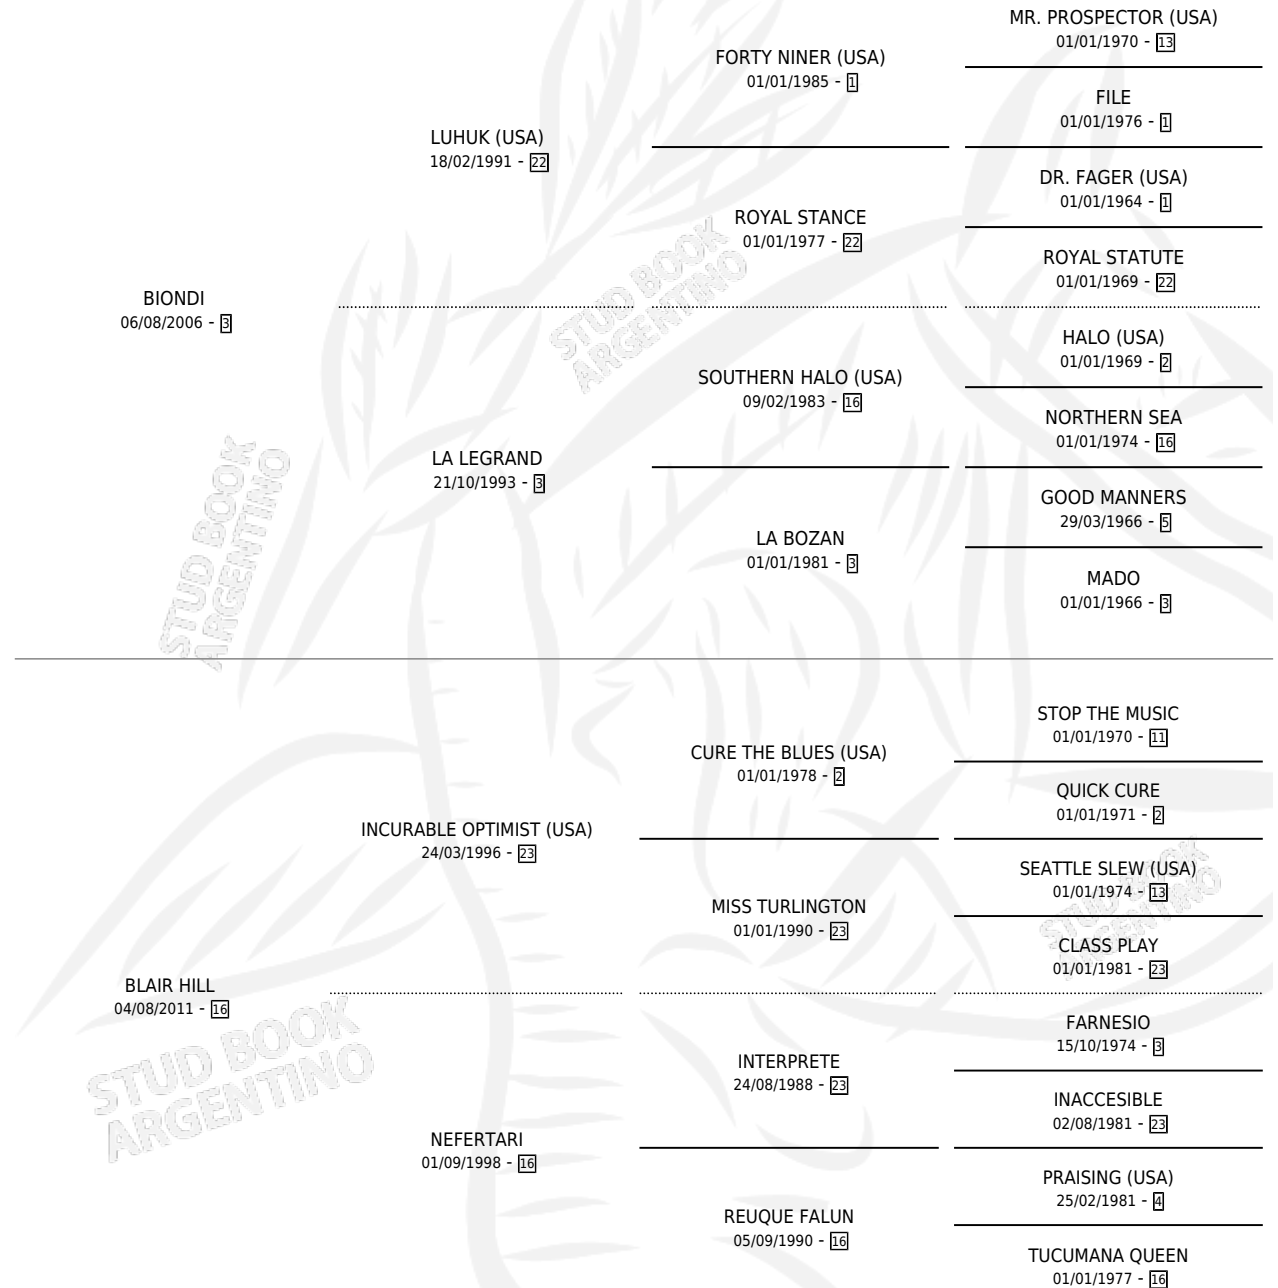 MR. PROSPECTOR (USA)
01/01/1970 - 13
FORTY NINER (USA)
01/01/1985 - 1
FILE
01/01/1976 - 1
LUHUK (USA)
18/02/1991 - 22
DR. FAGER (USA)
01/01/1964 - 1
ROYAL STANCE
01/01/1977 - 22
ROYAL STATUTE
01/01/1969 - 22
BIONDI
06/08/2006 - 3
HALO (USA)
01/01/1969 - 2
SOUTHERN HALO (USA)
09/02/1983 - 16
NORTHERN SEA
01/01/1974 - 16
LA LEGRAND
21/10/1993 - 3
GOOD MANNERS
29/03/1966 - 5
LA BOZAN
01/01/1981 - 3
MADO
01/01/1966 - 3
STUD BOOK
ARGENTINO
STUD BOOK
ARGENTINO
STOP THE MUSIC
01/01/1970 - 11
CURE THE BLUES (USA)
01/01/1978 - 2
QUICK CURE
01/01/1971 - 2
INCURABLE OPTIMIST (USA)
24/03/1996 - 23
SEATTLE SLEW (USA)
01/01/1974 - 13
MISS TURLINGTON
01/01/1990 - 23
CLASS PLAY
01/01/1981 - 23
STUD BOOK
ARGENTINO
BLAIR HILL
04/08/2011 - 16
FARNESIO
15/10/1974 - 3
INTERPRETE
24/08/1988 - 23
INACCESIBLE
02/08/1981 - 23
STUD BOOK
ARGENTINO
NEFERTARI
01/09/1998 - 16
PRAISING (USA)
25/02/1981 - 4
REUQUE FALUN
05/09/1990 - 16
TUCUMANA QUEEN
01/01/1977 - 16